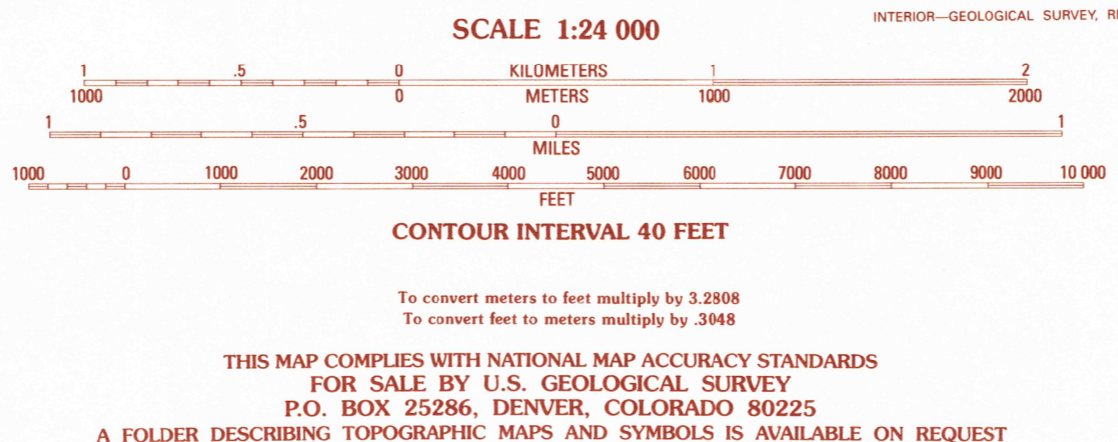 INTERIOR—GEOLOGICAL SURVEY,
SCALE 1:24 000
1 .5 0 KILOMETERS 1 2
1000 0 METERS 1000 2000
1 .5 0 1
MILES
1000 0 1000 2000 3000 4000 5000 6000 7000 8000 9000 10 000
FEET
CONTOUR INTERVAL 40 FEET
To convert meters to feet multiply by 3.2808
To convert feet to meters multiply by .3048
THIS MAP COMPLIES WITH NATIONAL MAP ACCURACY STANDARDS
FOR SALE BY U.S. GEOLOGICAL SURVEY
P.O. BOX 25286, DENVER, COLORADO 80225
A FOLDER DESCRIBING TOPOGRAPHIC MAPS AND SYMBOLS IS AVAILABLE ON REQUEST